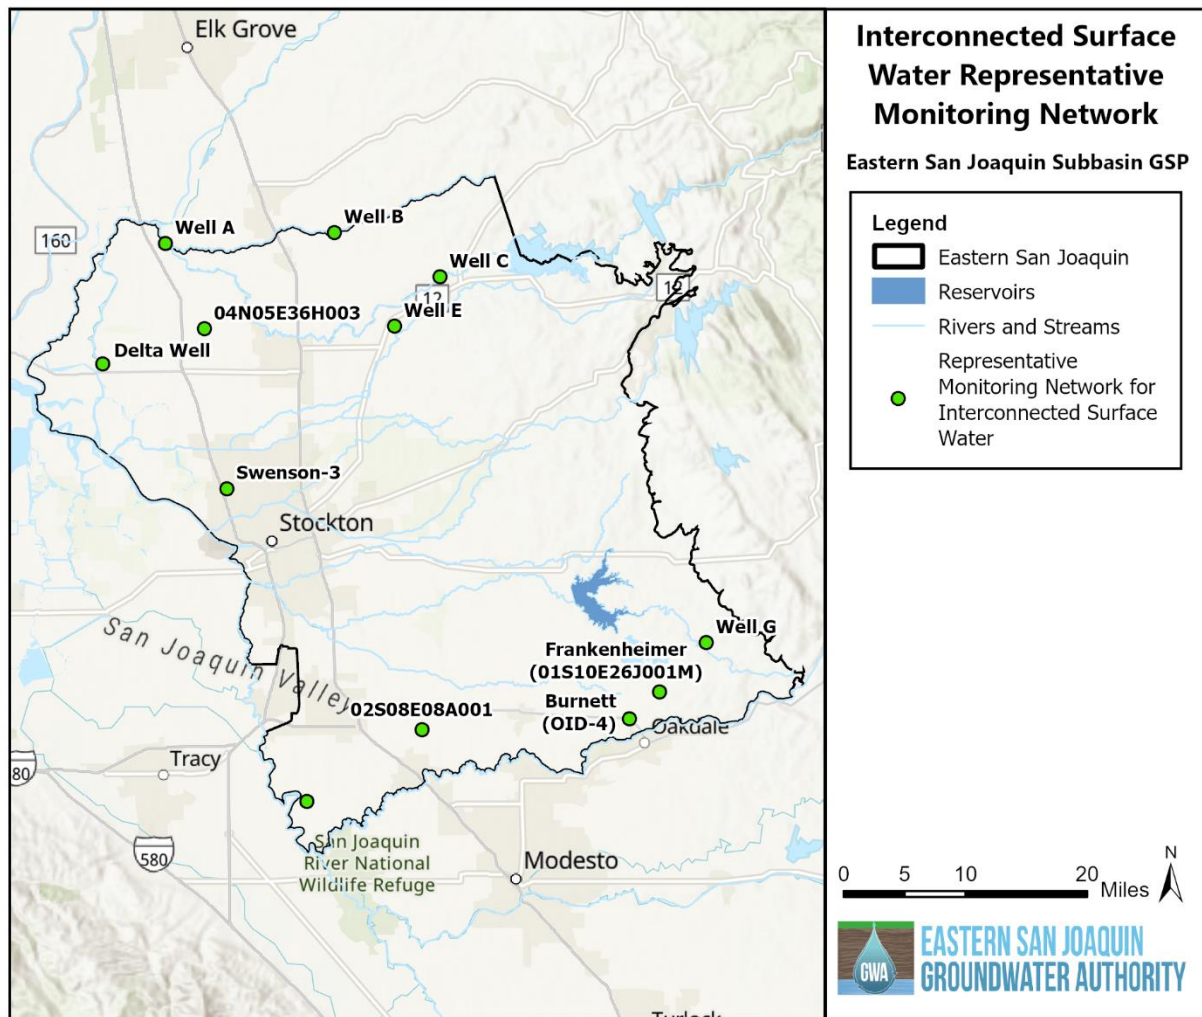 Elk Grove
160
Well A
Well B
Well C
12
12
Well E
04N05E36H003
Delta Well
Swenson-3
Stockton
San Joaquin Valley
Well G
Frankenheimer
(01S10E26J001M)
Burnett
(OID-4)
Oakdale
02S08E08A001
Tracy
80
580
San Joaquin
River National
Wildlife Refuge
Modesto
Turlock
Interconnected Surface
Water Representative
Monitoring Network
Eastern San Joaquin Subbasin GSP
Legend
Eastern San Joaquin
Reservoirs
Rivers and Streams
Representative
Monitoring Network for
Interconnected Surface
Water
N
0 5 10 20
Miles
GWA
EASTERN SAN JOAQUIN
GROUNDWATER AUTHORITY